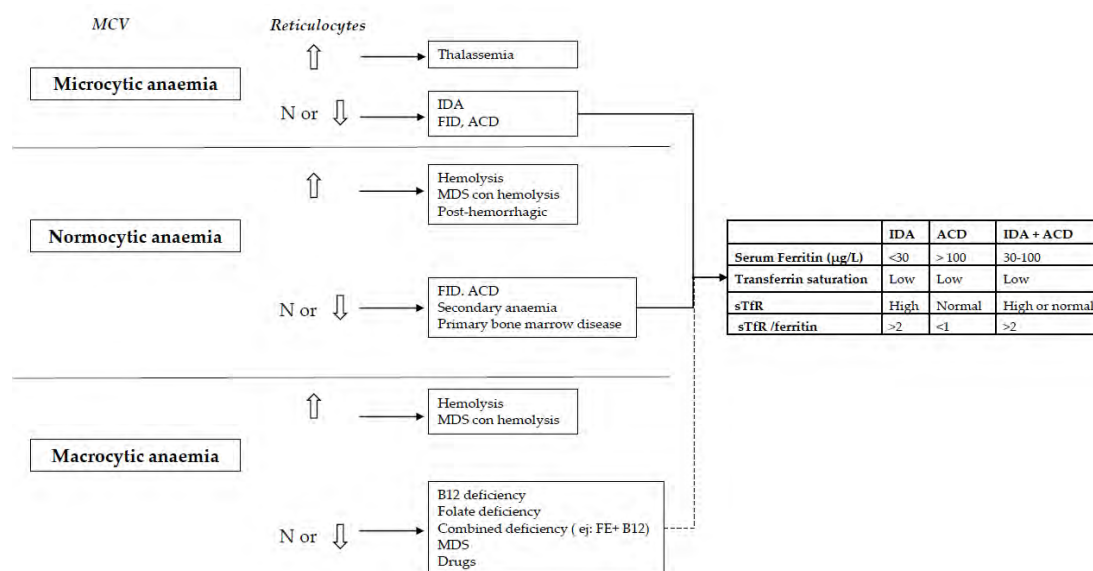 MCV
Reticulocytes
Microcytic anaemia
Thalassemia
N or
IDA
FID, ACD
Normocytic anaemia
Hemolysis
MDS con hemolysis
Post-hemorrhagic
N or
FID. ACD
Secondary anaemia
Primary bone marrow disease
Macrocytic anaemia
Hemolysis
MDS con hemolysis
N or
B12 deficiency
Folate deficiency
Combined deficiency ( ej: FE+ B12)
MDS
Drugs
IDA ACD IDA + ACD
Serum Ferritin (μg/L) <30 > 100 30-100
Transferrin saturation Low Low Low
sTfR High Normal High or normal
sTfR /ferritin >2 <1 >2